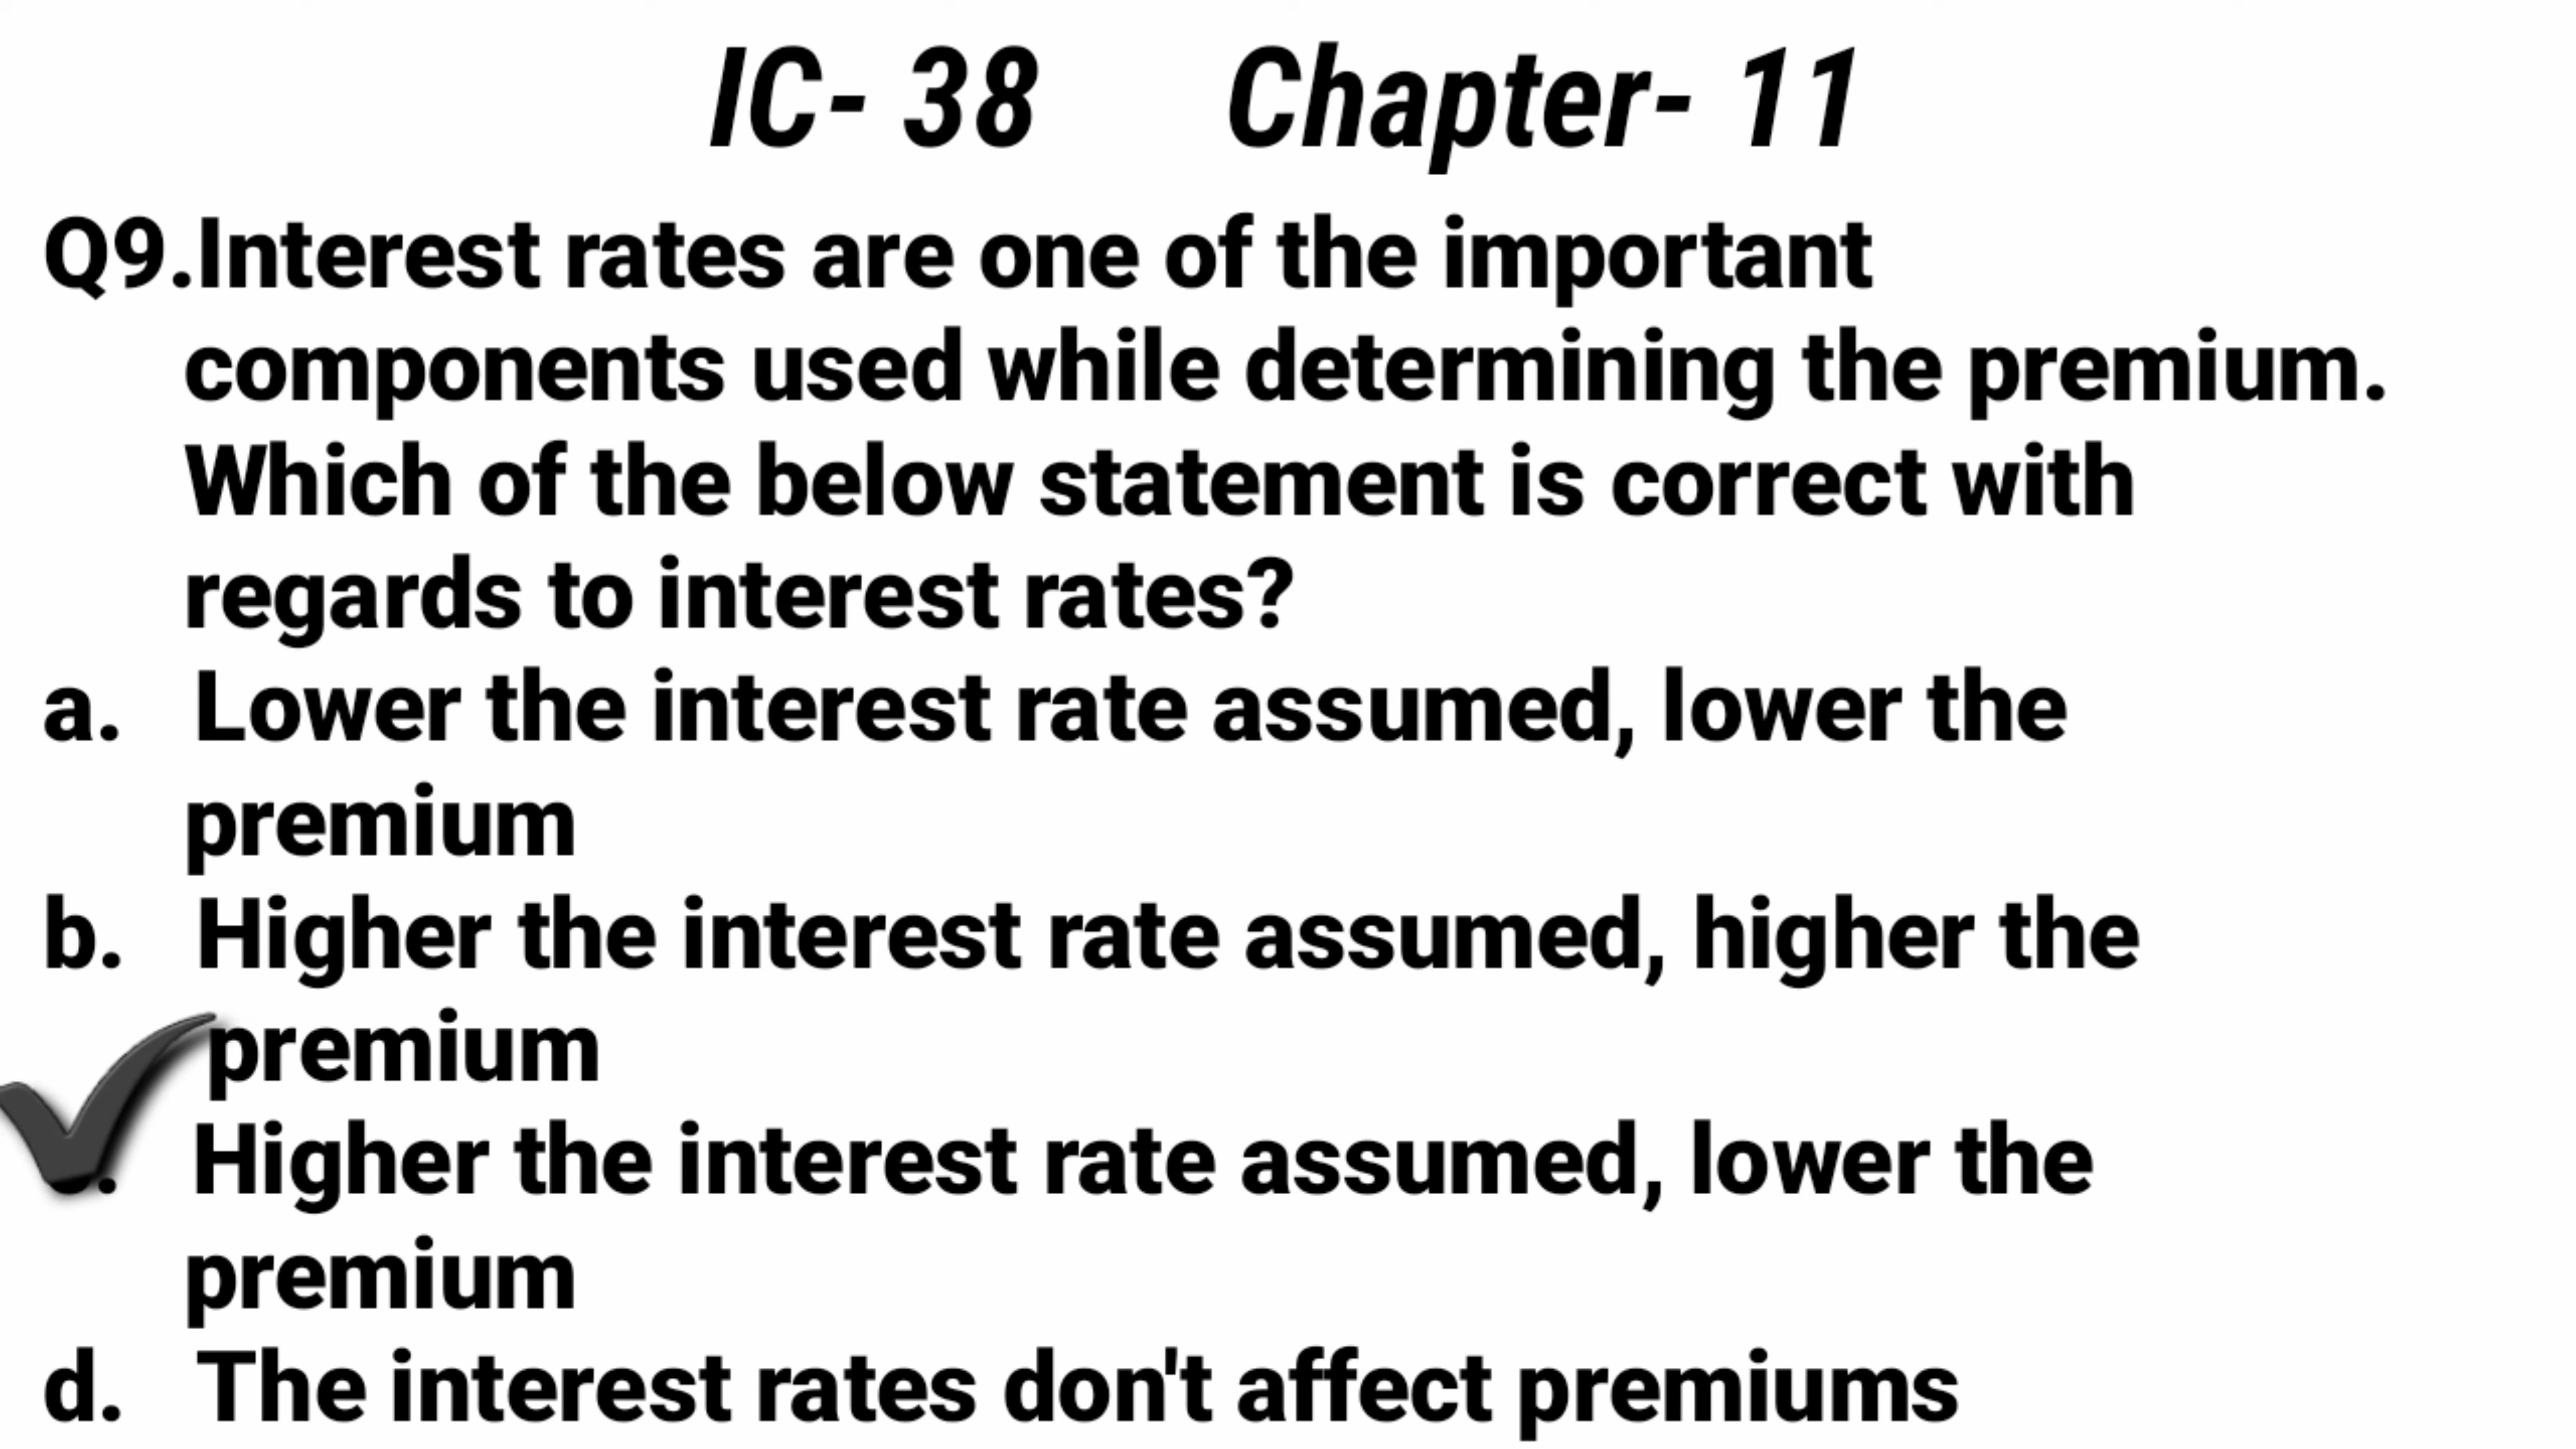 IC- 38 Chapter- 11
Q9.Interest rates are one of the important
components used while determining the premium.
Which of the below statement is correct with
regards to interest rates?
a. Lower the interest rate assumed, lower the
premium
b. Higher the interest rate assumed, higher the
premium
Higher the interest rate assumed, lower the
premium
d. The interest rates don't affect premiums